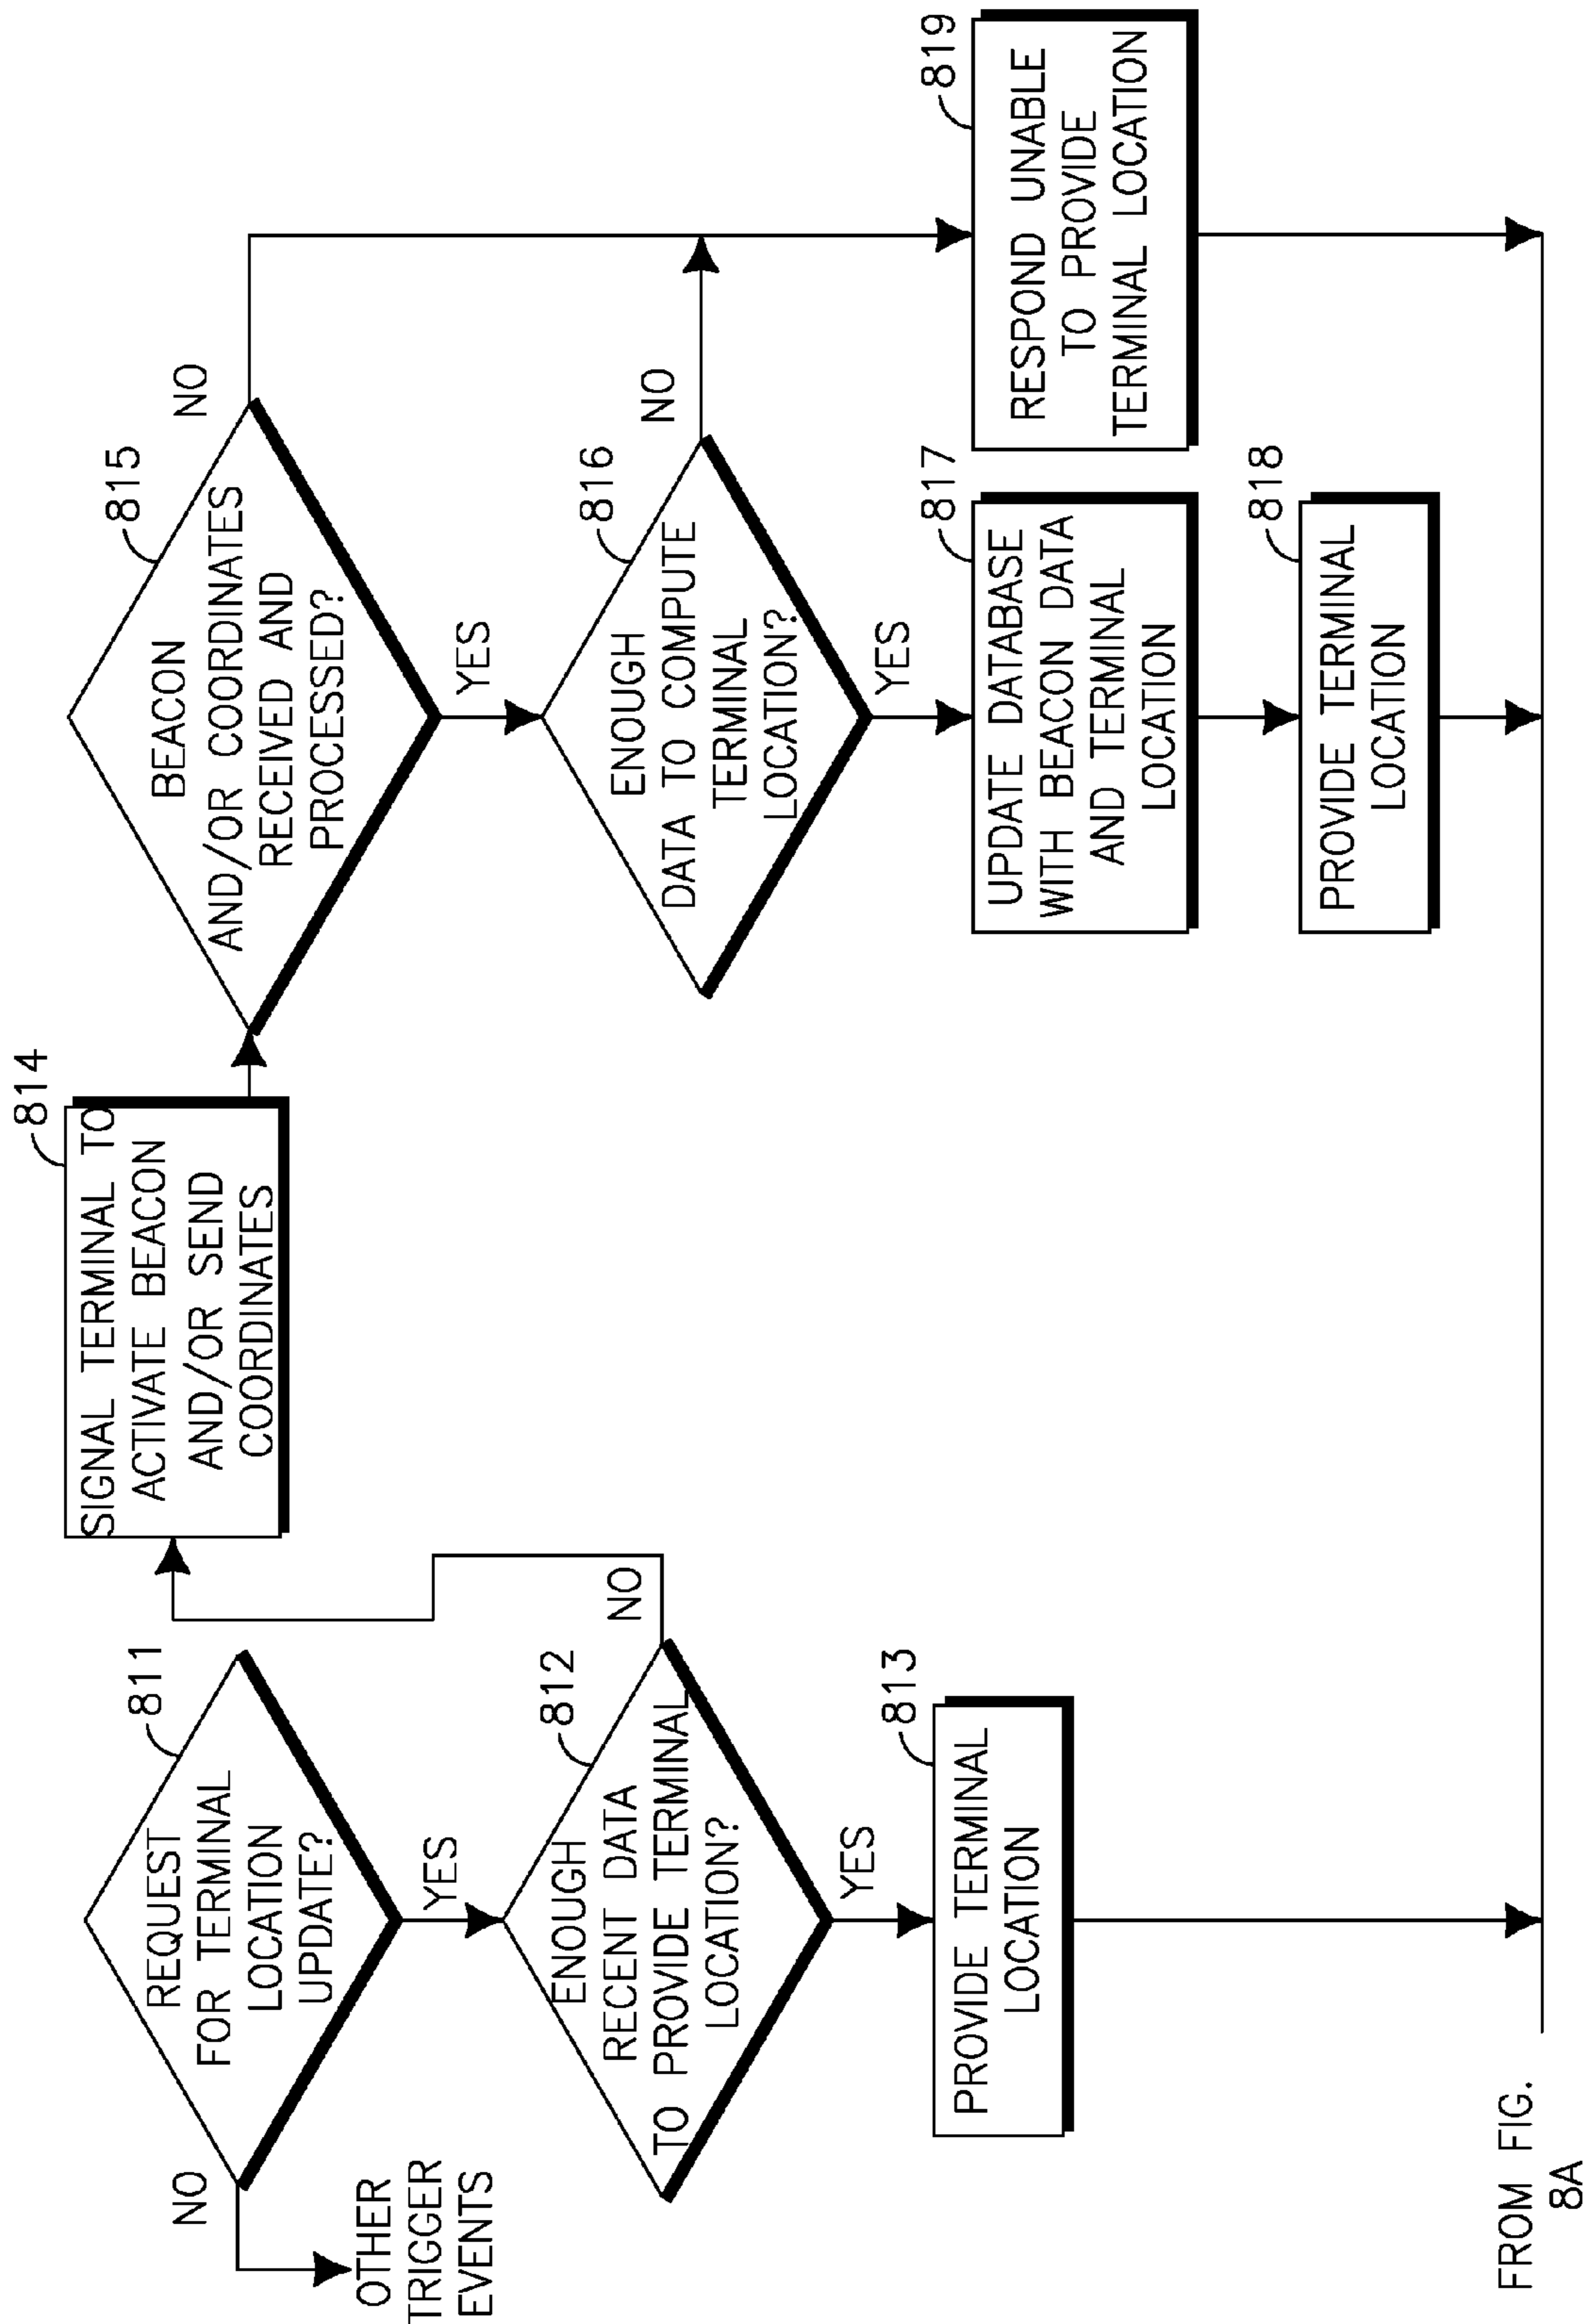 811
REQUEST
FOR TERMINAL
LOCATION
UPDATE?
NO
OTHER
TRIGGER
EVENTS
YES
812
ENOUGH
RECENT DATA
TO PROVIDE TERMINAL
LOCATION?
NO
YES
813
PROVIDE TERMINAL
LOCATION
814
SIGNAL TERMINAL TO
ACTIVATE BEACON
AND/OR SEND
COORDINATES
815
BEACON
AND/OR COORDINATES
RECEIVED AND
PROCESSED?
NO
YES
816
ENOUGH
DATA TO COMPUTE
TERMINAL
LOCATION?
NO
YES
817
UPDATE DATABASE
WITH BEACON DATA
AND TERMINAL
LOCATION
818
PROVIDE TERMINAL
LOCATION
819
RESPOND UNABLE
TO PROVIDE
TERMINAL LOCATION
FROM FIG.
8A